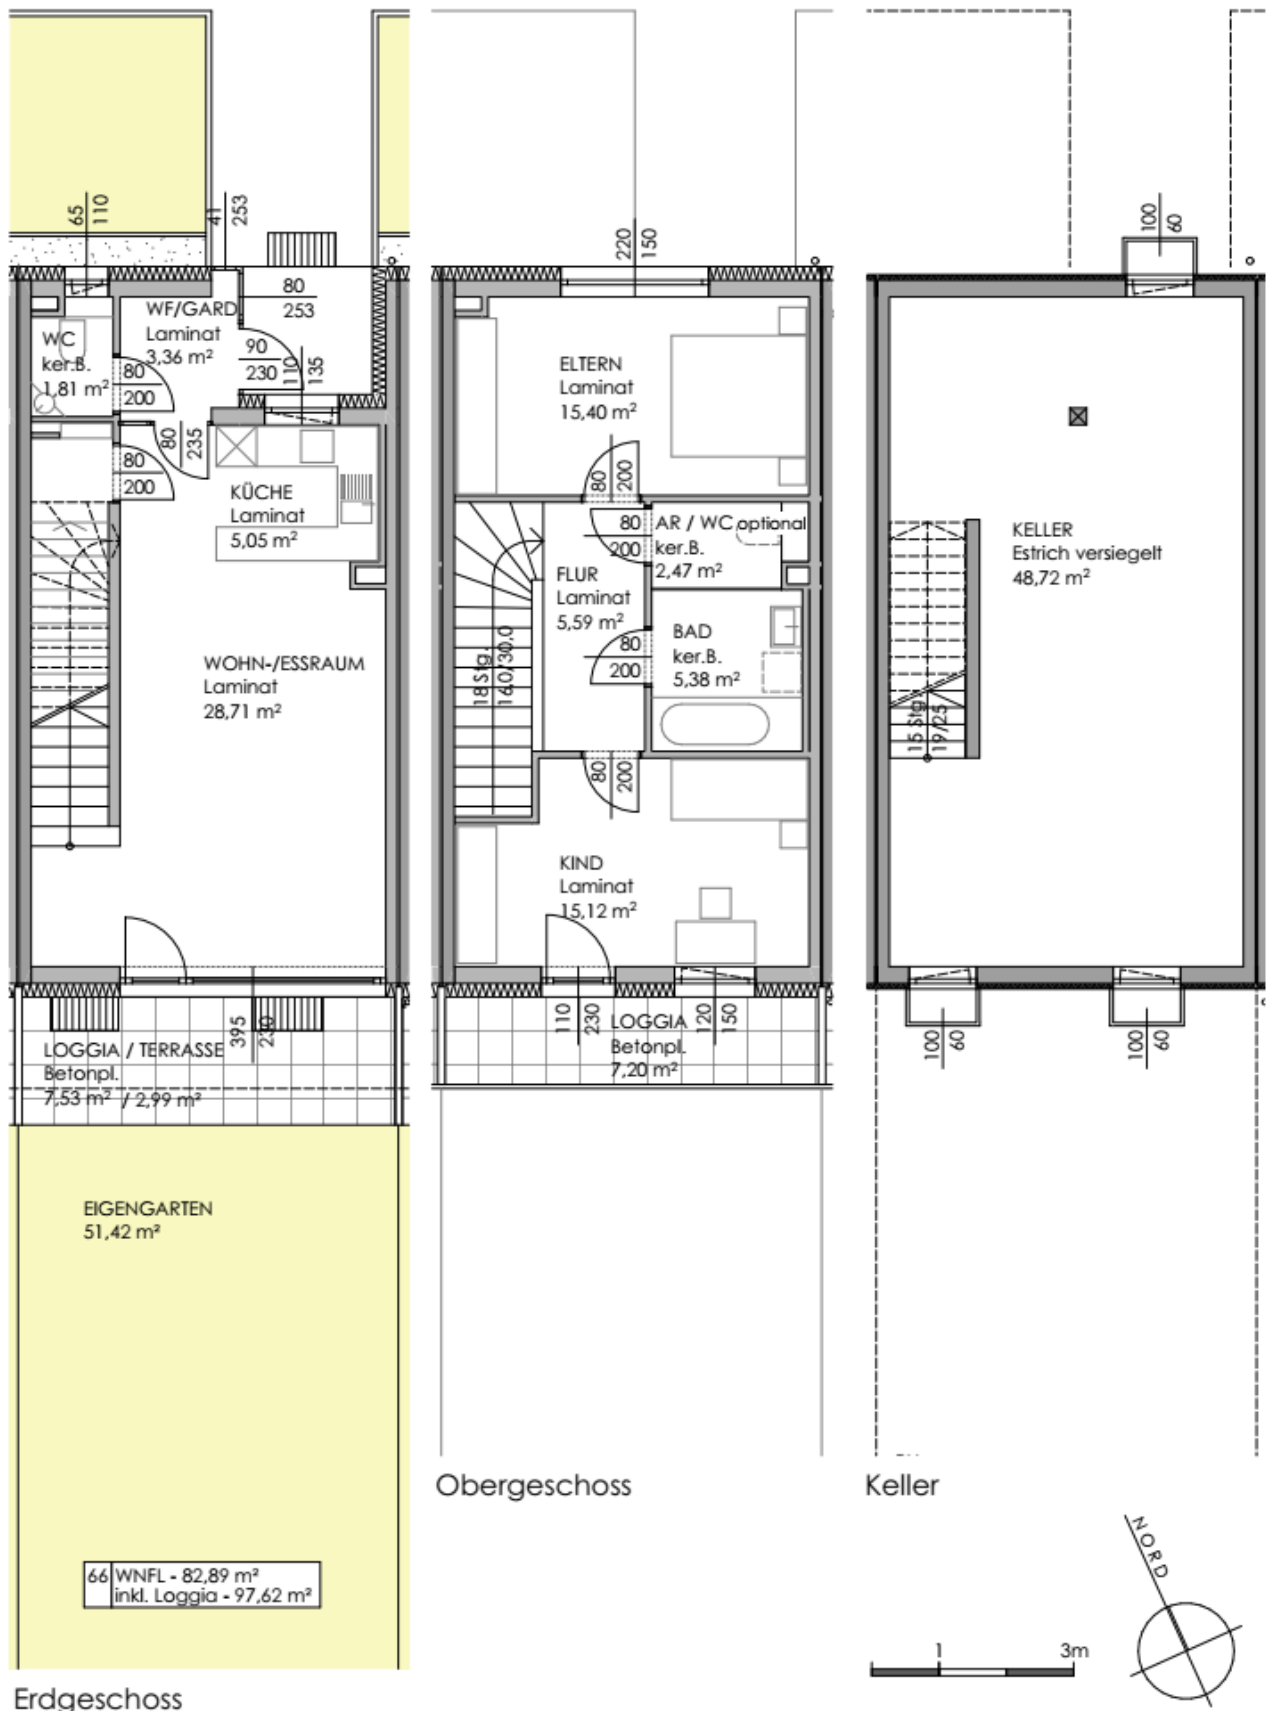 65
110
41
253
80
253
WF/GARD
Laminat
3,36 m²
WC
ker.B.
1,81 m²
90
230
110
135
80
200
80
235
80
200
KÜCHE
Laminat
5,05 m²
WOHN-/ESSRAUM
Laminat
28,71 m²
395
230
LOGGIA / TERRASSE
Betonpl.
7,53 m² / 2,99 m²
EIGENGARTEN
51,42 m²
66 WNFL - 82,89 m²
inkl. Loggia - 97,62 m²
Erdgeschoss
220
150
ELTERN
Laminat
15,40 m²
80
200
80
200
AR / WC optional
ker.B.
2,47 m²
FLUR
Laminat
5,59 m²
80
200
BAD
ker.B.
5,38 m²
18 Stg.
16,0/30,0
80
200
KIND
Laminat
15,12 m²
110
230
LOGGIA
Betonpl.
7,20 m²
120
150
Obergeschoss
100
60
KELLER
Estrich versiegelt
48,72 m²
15 Stg.
19/25
100
60
100
60
Keller
NORD
1
3m